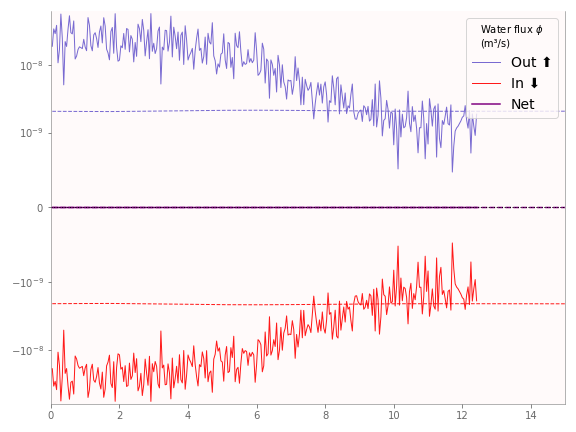 Water flux ϕ
(m³/s)
Out ⬆
In ⬇
Net
10⁻⁸
10⁻⁹
0
−10⁻⁹
−10⁻⁸
0 2 4 6 8 10 12 14